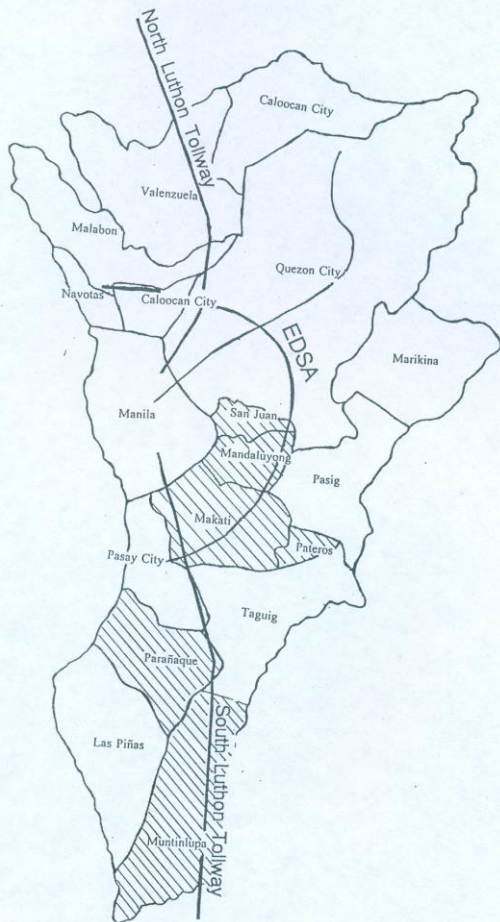 North Luthon Tollway
Caloocan City
Valenzuela
Malabon
Quezon City
Navotas
Caloocan City
EDSA
Marikina
Manila
San Juan
Mandaluyong
Pasig
Makati
Pateros
Pasay City
Taguig
Parañaque
Las Piñas
South Luthon Tollway
Muntinlupa